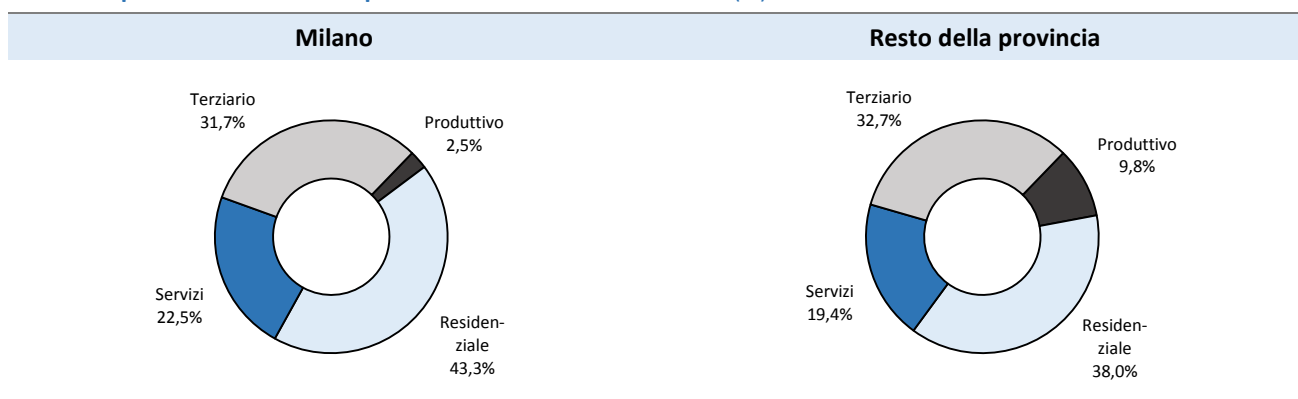 Milano
Resto della provincia
Terziario
31,7%
Produttivo
2,5%
Servizi
22,5%
Residen-
ziale
43,3%
Terziario
32,7%
Produttivo
9,8%
Servizi
19,4%
Residen-
ziale
38,0%